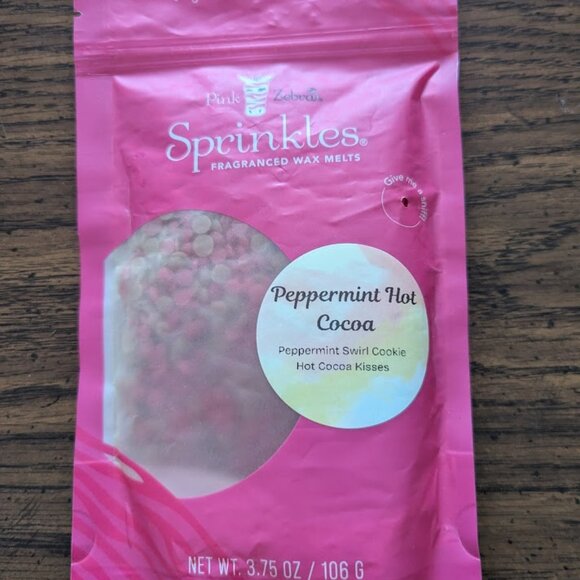 Pink Zebra
Sprinkles®
FRAGRANCED WAX MELTS
Give me a sniff!
Peppermint Hot
Cocoa
Peppermint Swirl Cookie
Hot Cocoa Kisses
NET WT. 3.75 OZ / 106 G